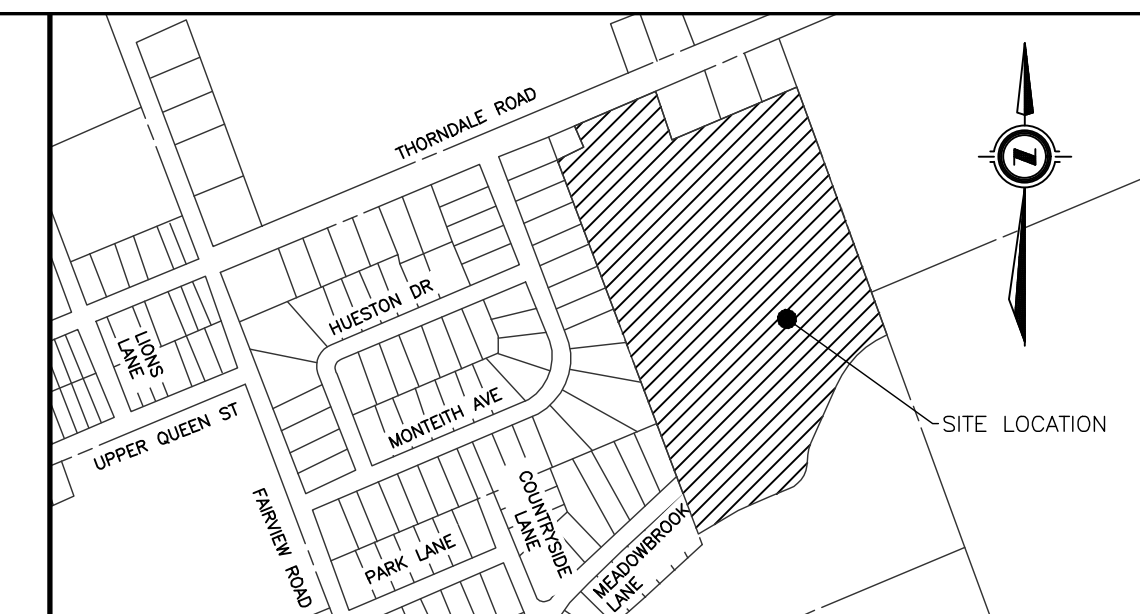 THORNDALE ROAD
HUESTON DR
LIONS
LANE
MONTEITH AVE
UPPER QUEEN ST
SITE LOCATION
FAIRVIEW ROAD
COUNTRYSIDE
LANE
PARK LANE
MEADOWBROOK
LANE
N